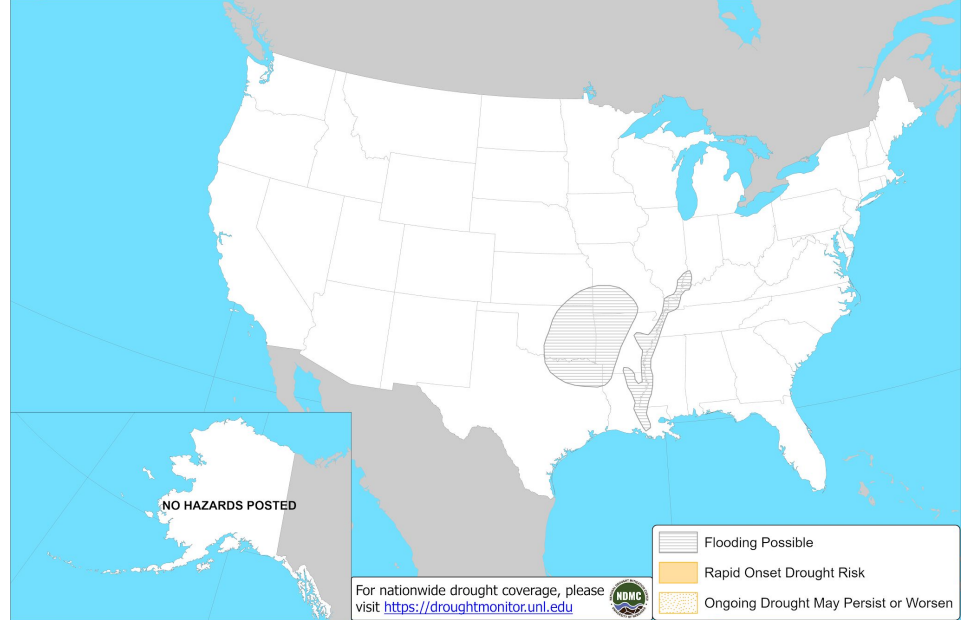 NO HAZARDS POSTED
For nationwide drought coverage, please
visit https://droughtmonitor.unl.edu
NDMC
Flooding Possible
Rapid Onset Drought Risk
Ongoing Drought May Persist or Worsen